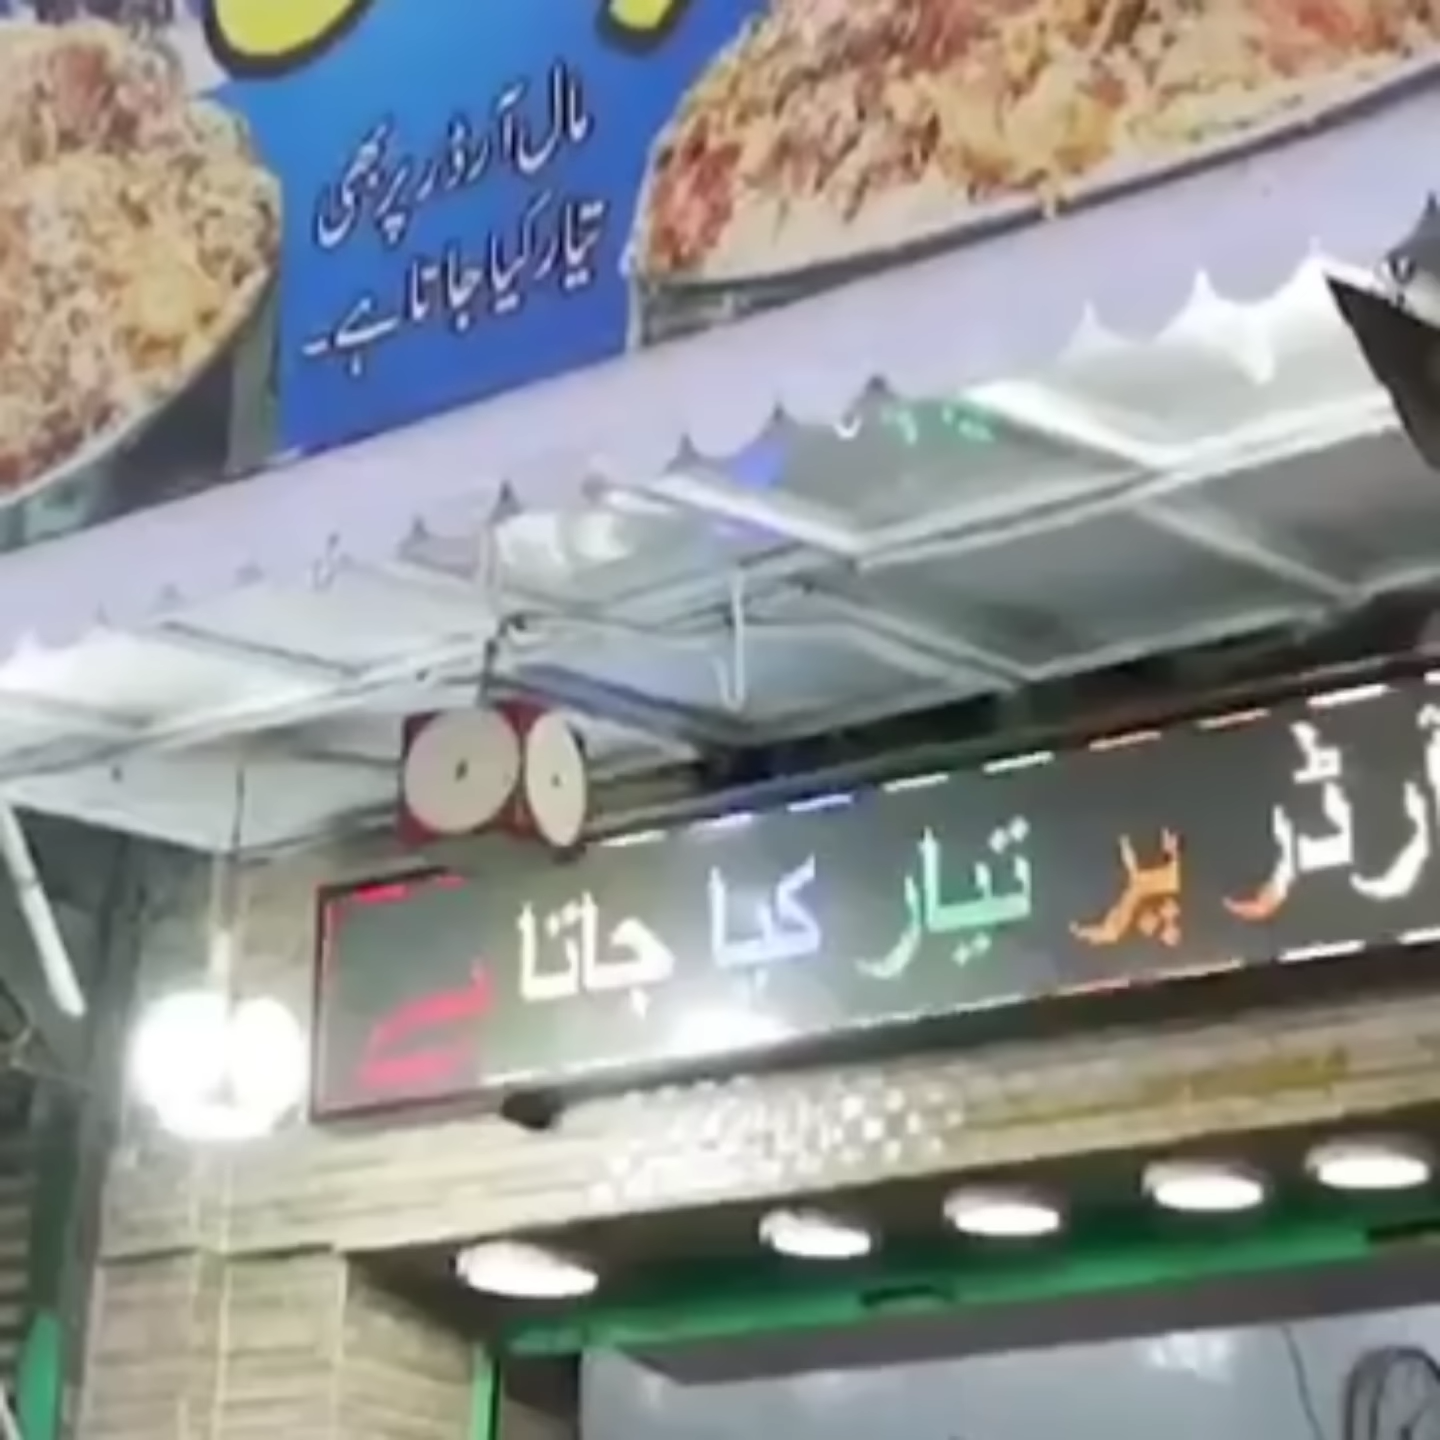 مال آرڈر پر بھی
تیار کیا جاتا ہے۔
آرڈر پر تیار کیا جاتا ہے